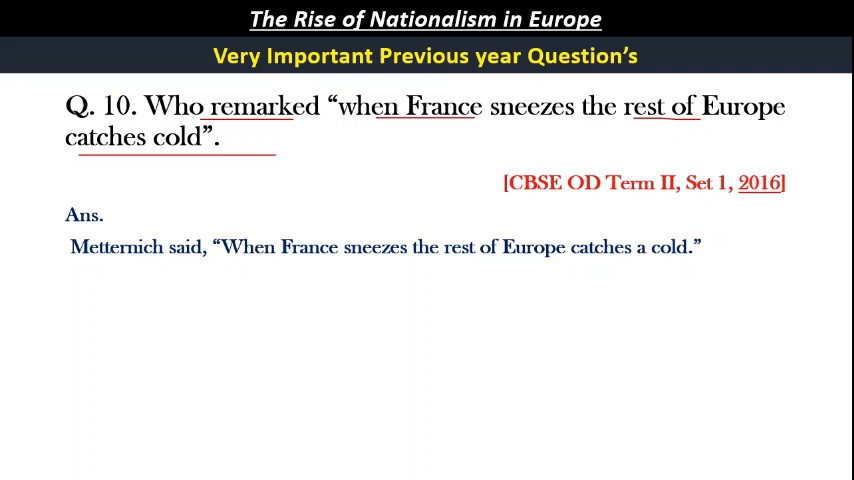 The Rise of Nationalism in Europe
Very Important Previous year Question’s
Q. 10. Who remarked “when France sneezes the rest of Europe
catches cold”.
[CBSE OD Term II, Set 1, 2016]
Ans.
Metternich said, “When France sneezes the rest of Europe catches a cold.”